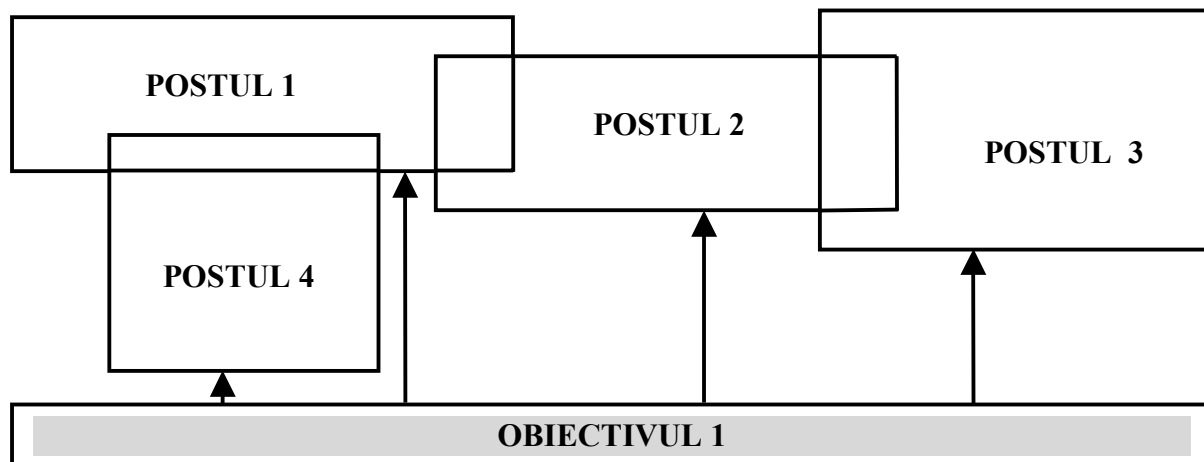 POSTUL 1
POSTUL 2
POSTUL 3
POSTUL 4
OBIECTIVUL 1